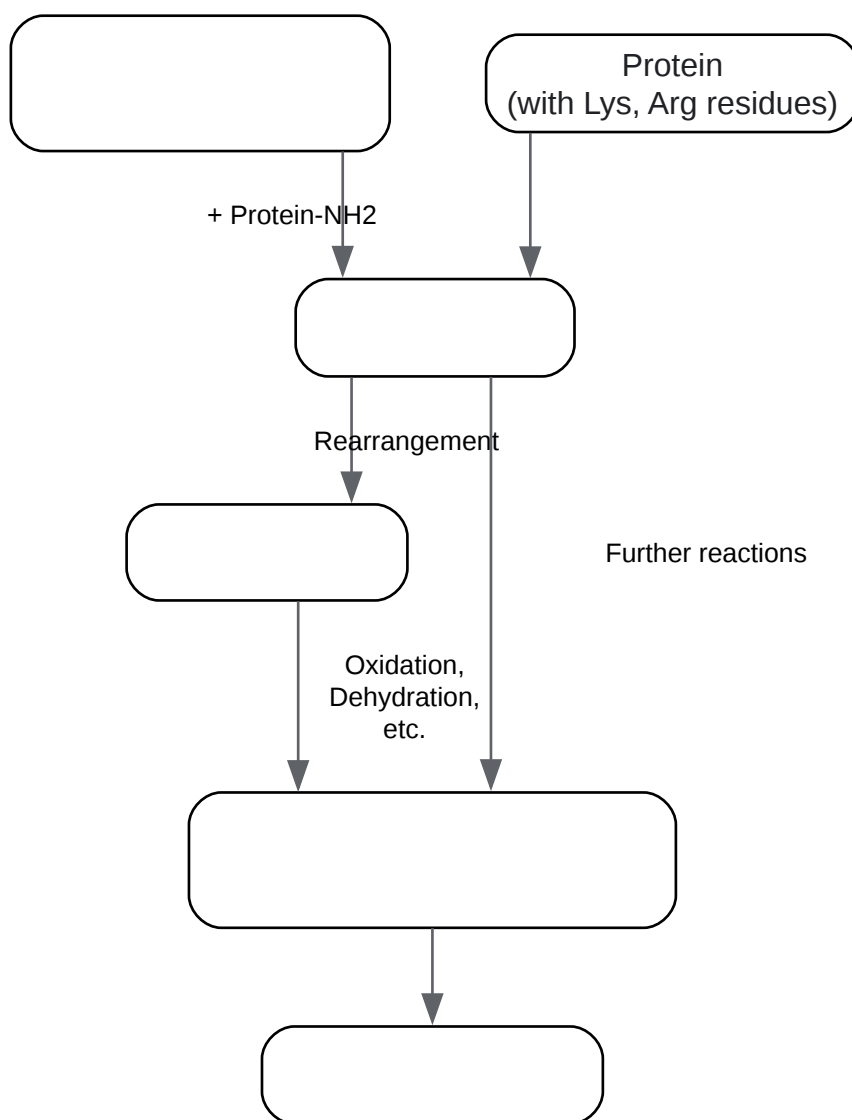 Protein
(with Lys, Arg residues)
+ Protein-NH2
Rearrangement
Further reactions
Oxidation,
Dehydration,
etc.